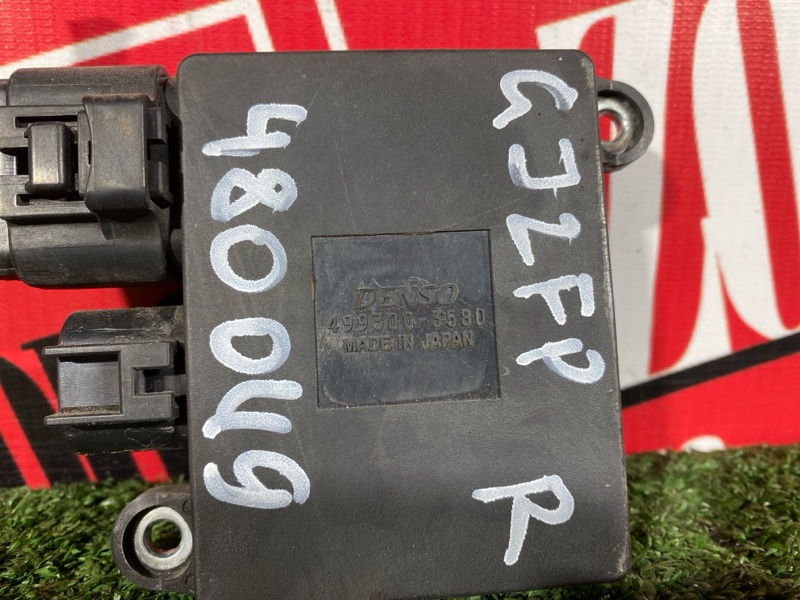 480049
DENSO
499300-3580
MADE IN JAPAN
GJ2FP
R